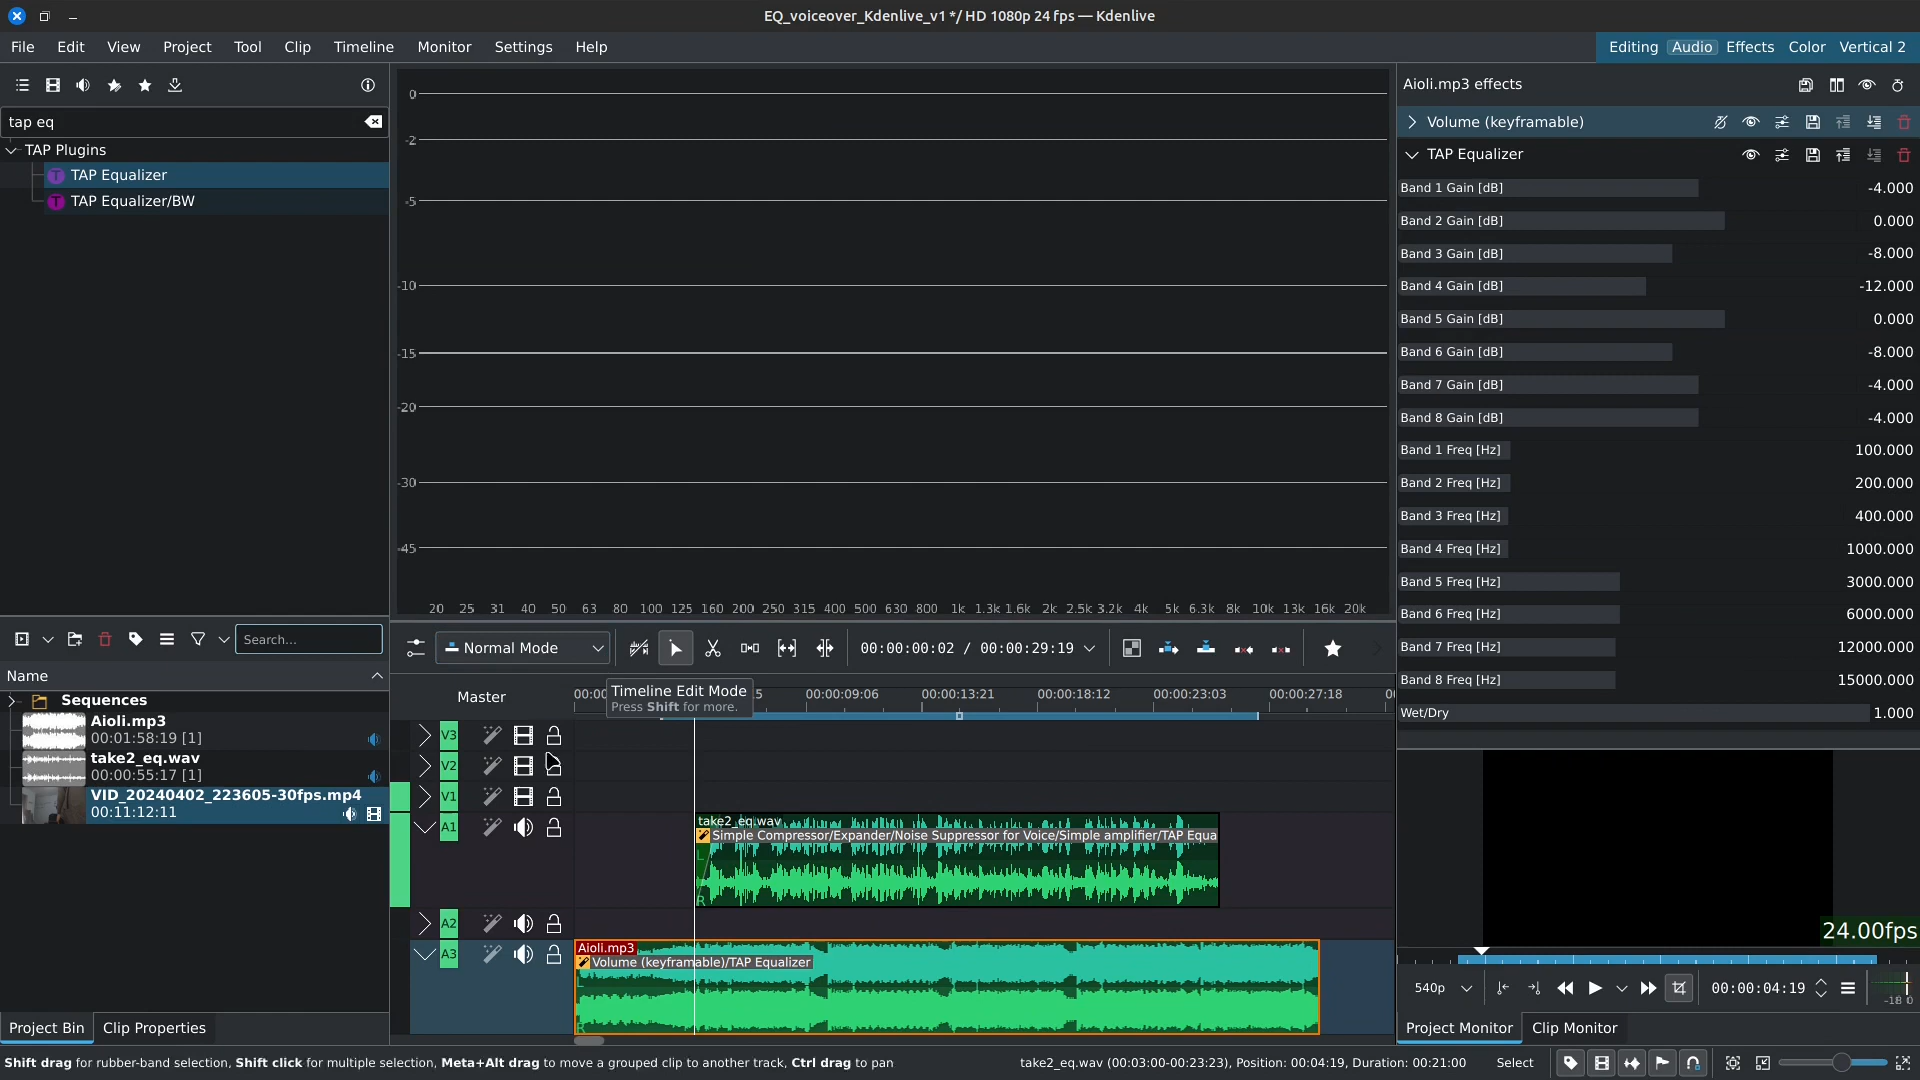 EQ_voiceover_Kdenlive_v1 */ HD 1080p 24 fps — Kdenlive
File Edit View Project Tool Clip Timeline Monitor Settings Help
Editing Audio Effects Color Vertical 2
tap eq
TAP Plugins
TAP Equalizer
TAP Equalizer/BW
0
-2
-5
-10
-15
-20
-30
-45
20 25 31 40 50 63 80 100 125 160 200 250 315 400 500 630 800 1k 1.3k 1.6k 2k 2.5k 3.2k 4k 5k 6.3k 8k 10k 13k 16k 20k
Aioli.mp3 effects
Volume (keyframable)
TAP Equalizer
Band 1 Gain [dB] -4.000
Band 2 Gain [dB] 0.000
Band 3 Gain [dB] -8.000
Band 4 Gain [dB] -12.000
Band 5 Gain [dB] 0.000
Band 6 Gain [dB] -8.000
Band 7 Gain [dB] -4.000
Band 8 Gain [dB] -4.000
Band 1 Freq [Hz] 100.000
Band 2 Freq [Hz] 200.000
Band 3 Freq [Hz] 400.000
Band 4 Freq [Hz] 1000.000
Band 5 Freq [Hz] 3000.000
Band 6 Freq [Hz] 6000.000
Band 7 Freq [Hz] 12000.000
Band 8 Freq [Hz] 15000.000
Wet/Dry 1.000
Search...
Name
Sequences
Aioli.mp3
00:01:58:19 [1]
take2_eq.wav
00:00:55:17 [1]
VID_20240402_223605-30fps.mp4
00:11:12:11
Project Bin Clip Properties
Normal Mode 00:00:00:02 / 00:00:29:19
Master
00:00:09:06 00:00:13:21 00:00:18:12 00:00:23:03 00:00:27:18
Timeline Edit Mode
Press Shift for more.
V3
V2
V1
A1
take2_eq.wav
Simple Compressor/Expander/Noise Suppressor for Voice/Simple amplifier/TAP Equa
L
R
A2
A3
Aioli.mp3
Volume (keyframable)/TAP Equalizer
L
R
24.00fps
540p 00:00:04:19 -18 0
Project Monitor Clip Monitor
Shift drag for rubber-band selection, Shift click for multiple selection, Meta+Alt drag to move a grouped clip to another track, Ctrl drag to pan
take2_eq.wav (00:03:00-00:23:23), Position: 00:04:19, Duration: 00:21:00 Select